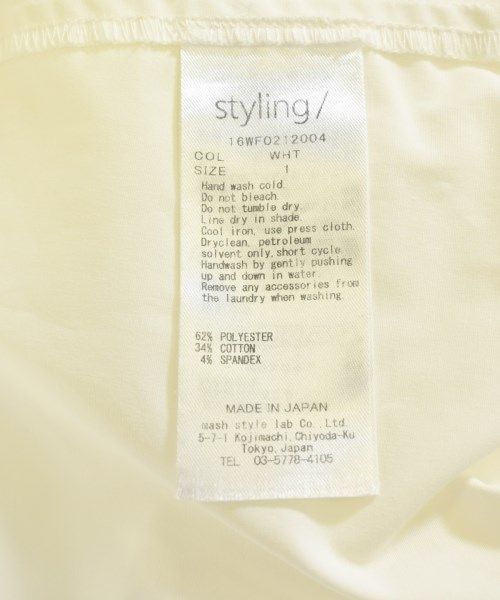 styling/
16WF0212004
COL WHT
SIZE 1
Hand wash cold.
Do not bleach.
Do not tumble dry.
Line dry in shade.
Cool iron, use press cloth.
Dryclean, petroleum
solvent only, short cycle.
Handwash by gently pushing
up and down in water.
Remove any accessories from
the laundry when washing.
62% POLYESTER
34% COTTON
4% SPANDEX
MADE IN JAPAN
mash style lab Co., Ltd.
5-7-1 Kojimachi, Chiyoda-Ku
Tokyo, Japan
TEL 03-5778-4105